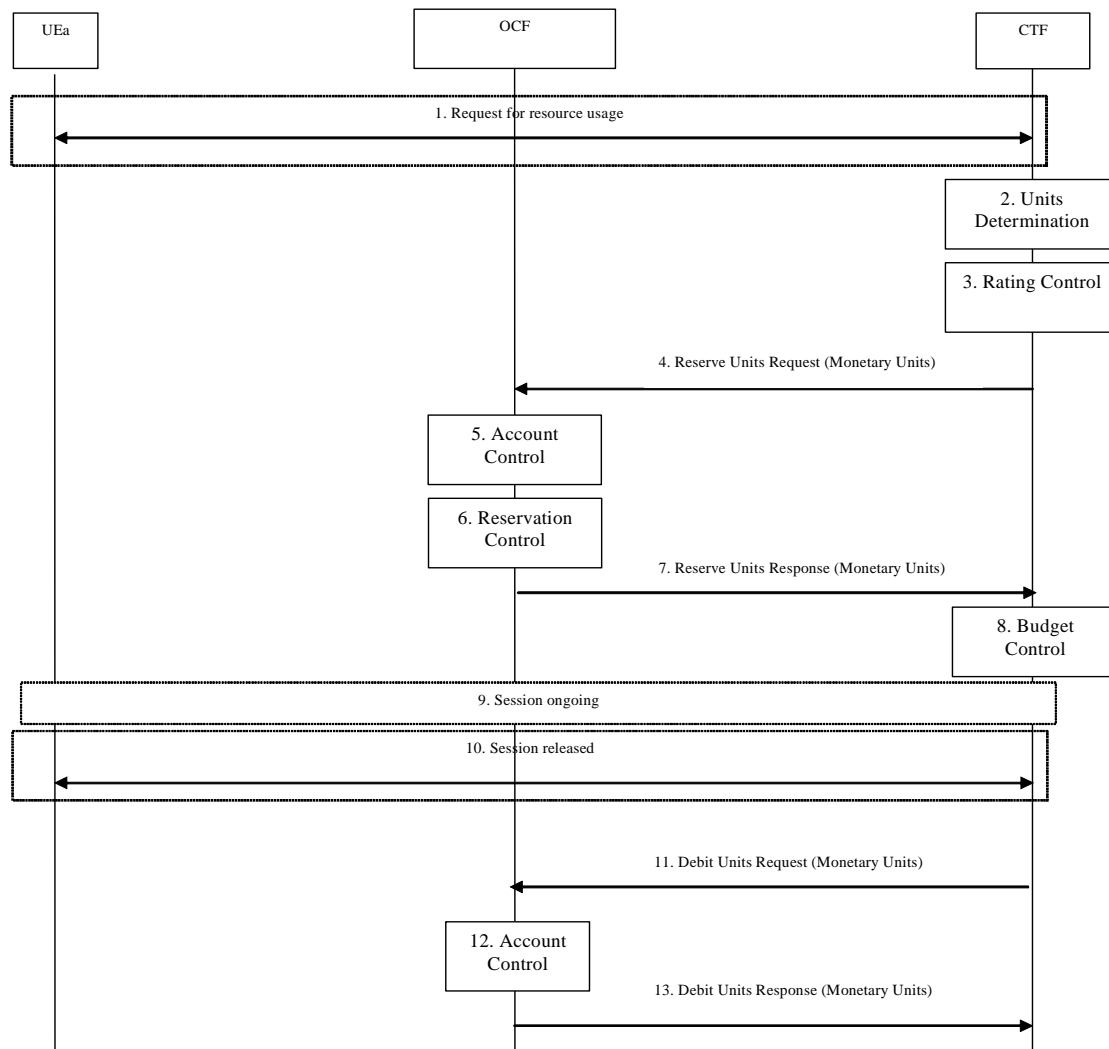 UEa
OCF
CTF
1. Request for resource usage
2. Units
Determination
3. Rating Control
4. Reserve Units Request (Monetary Units)
5. Account
Control
6. Reservation
Control
7. Reserve Units Response (Monetary Units)
8. Budget
Control
9. Session ongoing
10. Session released
11. Debit Units Request (Monetary Units)
12. Account
Control
13. Debit Units Response (Monetary Units)